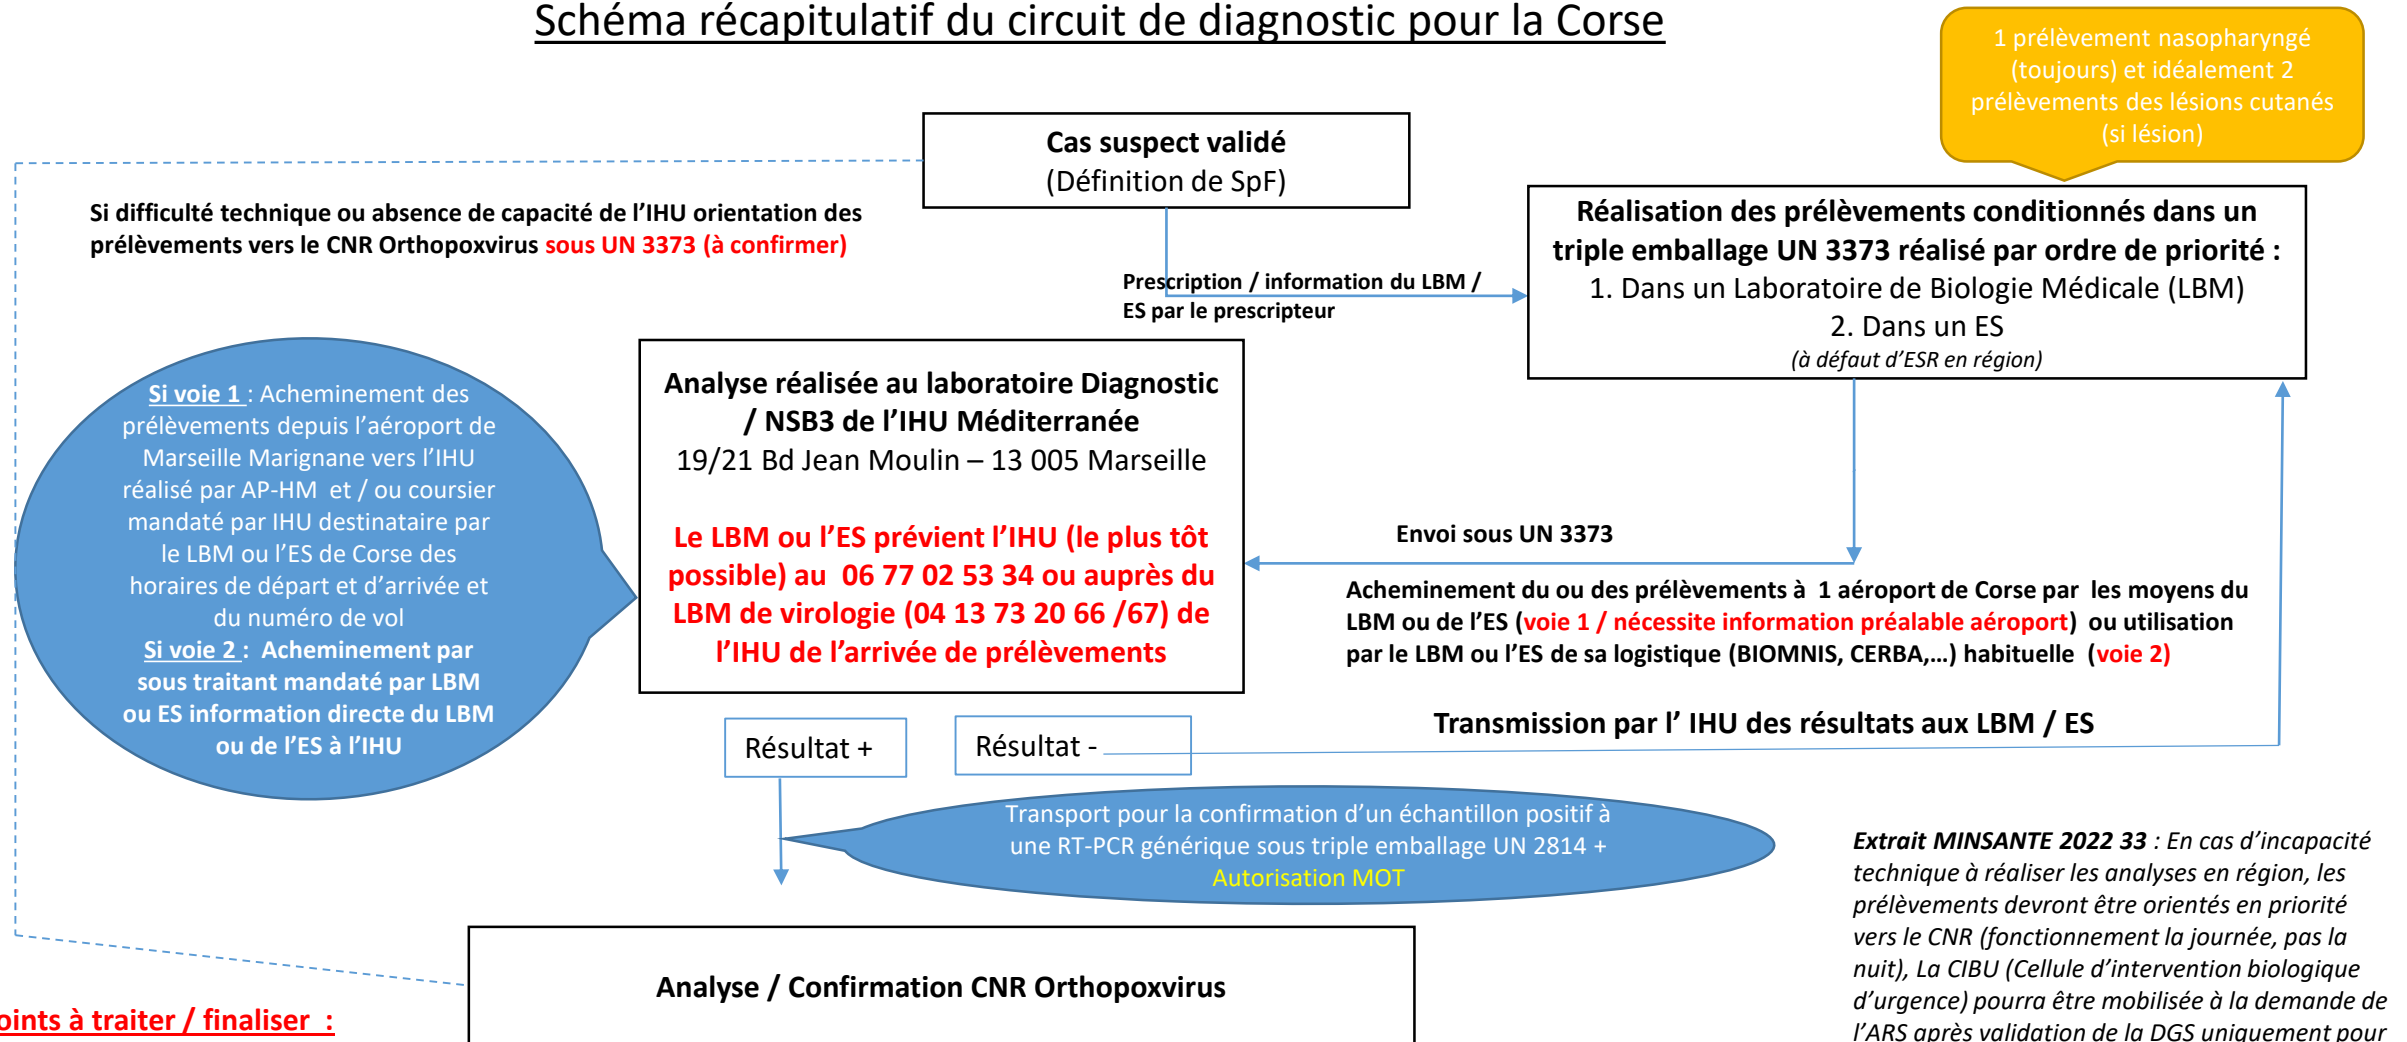 Schéma récapitulatif du circuit de diagnostic pour la Corse
1 prélèvement nasopharyngé
(toujours) et idéalement 2
prélèvements des lésions cutanés
(si lésion)
Cas suspect validé
(Définition de SpF)
Si difficulté technique ou absence de capacité de l’IHU orientation des
prélèvements vers le CNR Orthopoxvirus sous UN 3373 (à confirmer)
Réalisation des prélèvements conditionnés dans un
triple emballage UN 3373 réalisé par ordre de priorité :
1. Dans un Laboratoire de Biologie Médicale (LBM)
2. Dans un ES
(à défaut d’ESR en région)
Prescription / information du LBM /
ES par le prescripteur
Si voie 1 : Acheminement des
prélèvements depuis l’aéroport de
Marseille Marignane vers l’IHU
réalisé par AP-HM et / ou coursier
mandaté par IHU destinataire par
le LBM ou l’ES de Corse des
horaires de départ et d’arrivée et
du numéro de vol
Si voie 2 : Acheminement par
sous traitant mandaté par LBM
ou ES information directe du LBM
ou de l’ES à l’IHU
Analyse réalisée au laboratoire Diagnostic
/ NSB3 de l’IHU Méditerranée
19/21 Bd Jean Moulin – 13 005 Marseille
Le LBM ou l’ES prévient l’IHU (le plus tôt
possible) au 06 77 02 53 34 ou auprès du
LBM de virologie (04 13 73 20 66 /67) de
l’IHU de l’arrivée de prélèvements
Envoi sous UN 3373
Acheminement du ou des prélèvements à 1 aéroport de Corse par les moyens du
LBM ou de l’ES (voie 1 / nécessite information préalable aéroport) ou utilisation
par le LBM ou l’ES de sa logistique (BIOMNIS, CERBA,…) habituelle (voie 2)
Transmission par l’ IHU des résultats aux LBM / ES
Résultat +
Résultat -
Transport pour la confirmation d’un échantillon positif à
une RT-PCR générique sous triple emballage UN 2814 +
Autorisation MOT
Extrait MINSANTE 2022 33 : En cas d’incapacité
technique à réaliser les analyses en région, les
prélèvements devront être orientés en priorité
vers le CNR (fonctionnement la journée, pas la
nuit), La CIBU (Cellule d’intervention biologique
d’urgence) pourra être mobilisée à la demande de
l’ARS après validation de la DGS uniquement pour
Analyse / Confirmation CNR Orthopoxvirus
oints à traiter / finaliser :